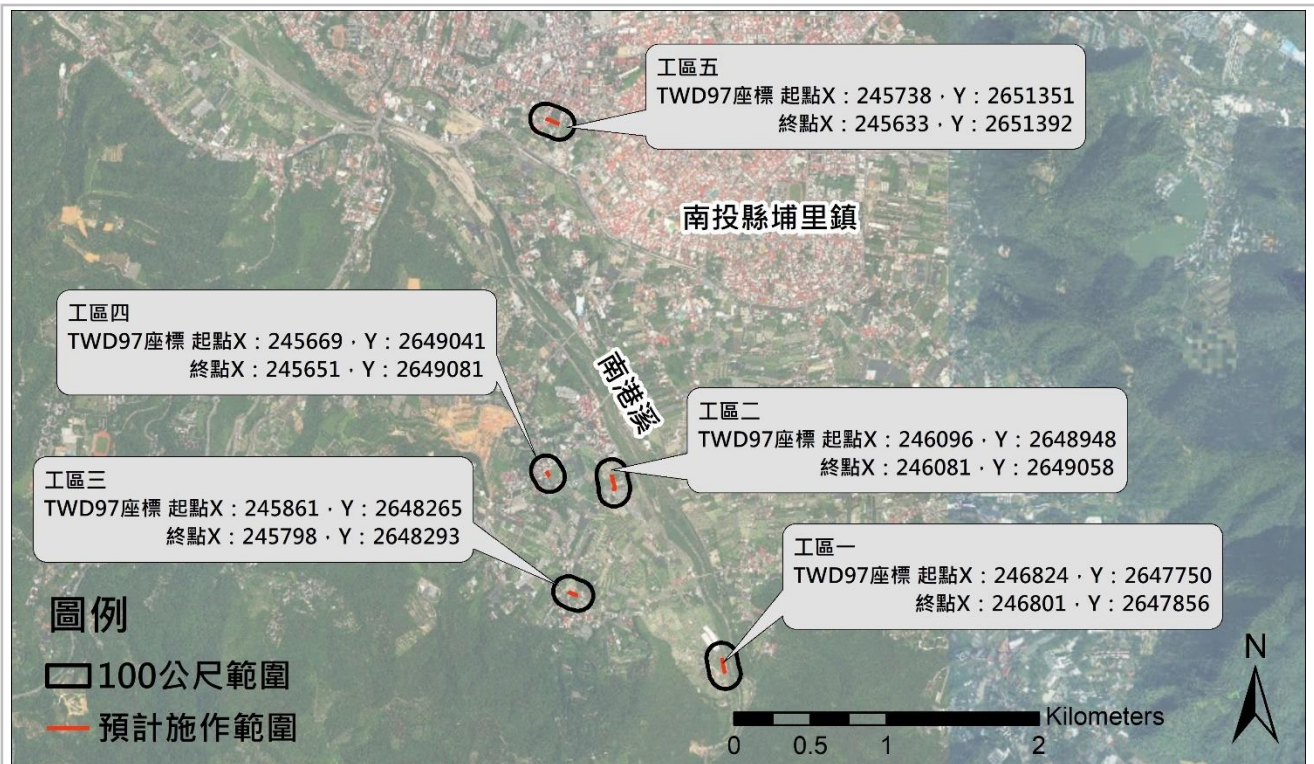 工區五
TWD97座標 起點X：245738，Y：2651351
終點X：245633，Y：2651392
南投縣埔里鎮
工區四
TWD97座標 起點X：245669，Y：2649041
終點X：245651，Y：2649081
南港溪
工區二
TWD97座標 起點X：246096，Y：2648948
終點X：246081，Y：2649058
工區三
TWD97座標 起點X：245861，Y：2648265
終點X：245798，Y：2648293
工區一
TWD97座標 起點X：246824，Y：2647750
終點X：246801，Y：2647856
圖例
100公尺範圍
預計施作範圍
N
Kilometers
0 0.5 1 2